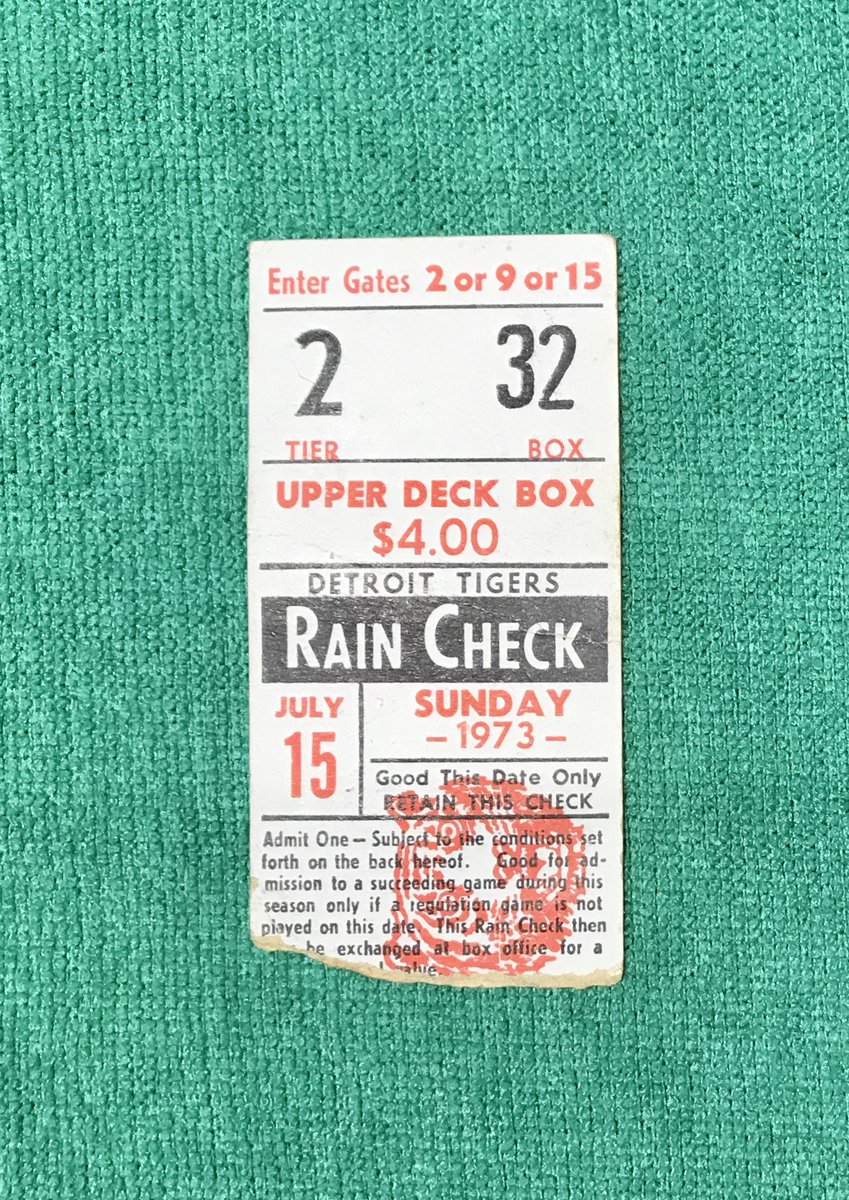 Enter Gates 2 or 9 or 15
2 32
TIER BOX
UPPER DECK BOX
$4.00
DETROIT TIGERS
RAIN CHECK
JULY SUNDAY
15 –1973–
Good This Date Only
RETAIN THIS CHECK
Admit One – Subject to the conditions set
forth on the back hereof. Good for ad-
mission to a succeeding game during this
season only if a regulation game is not
played on this date. This Rain Check then
be exchanged at box office for a
value.